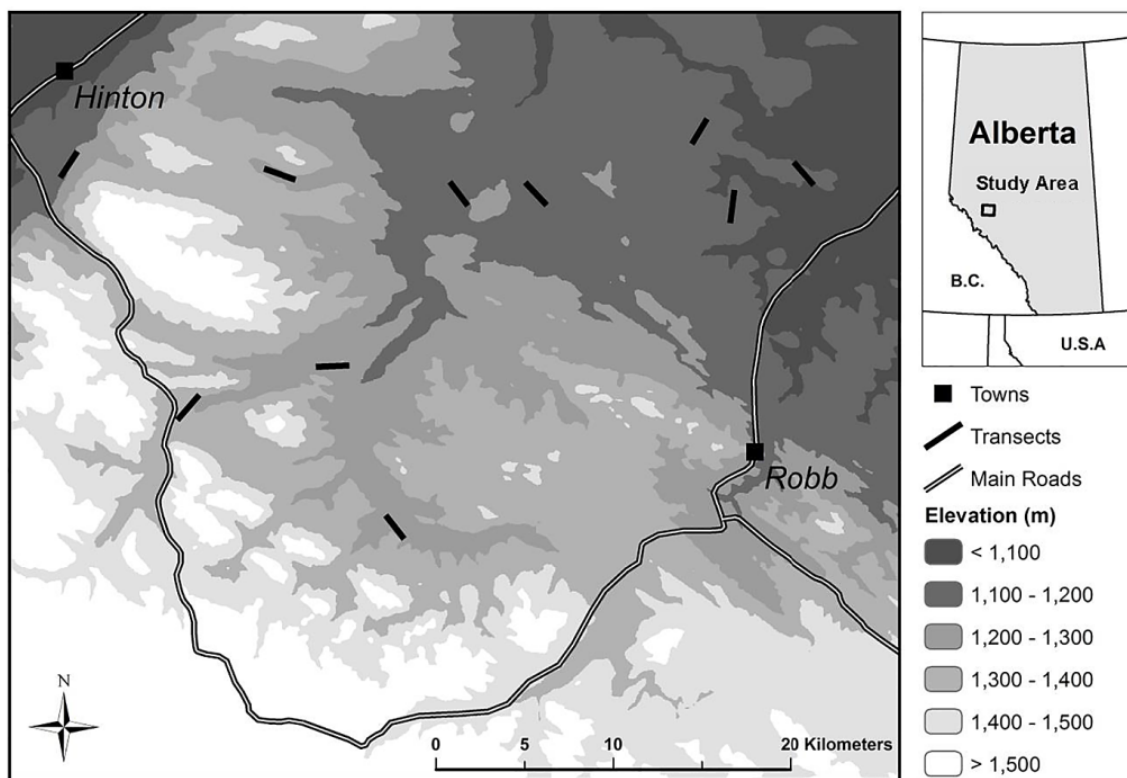 Hinton
Robb
N
0 5 10 20 Kilometers
Alberta
Study Area
B.C.
U.S.A
Towns
Transects
Main Roads
Elevation (m)
< 1,100
1,100 - 1,200
1,200 - 1,300
1,300 - 1,400
1,400 - 1,500
> 1,500